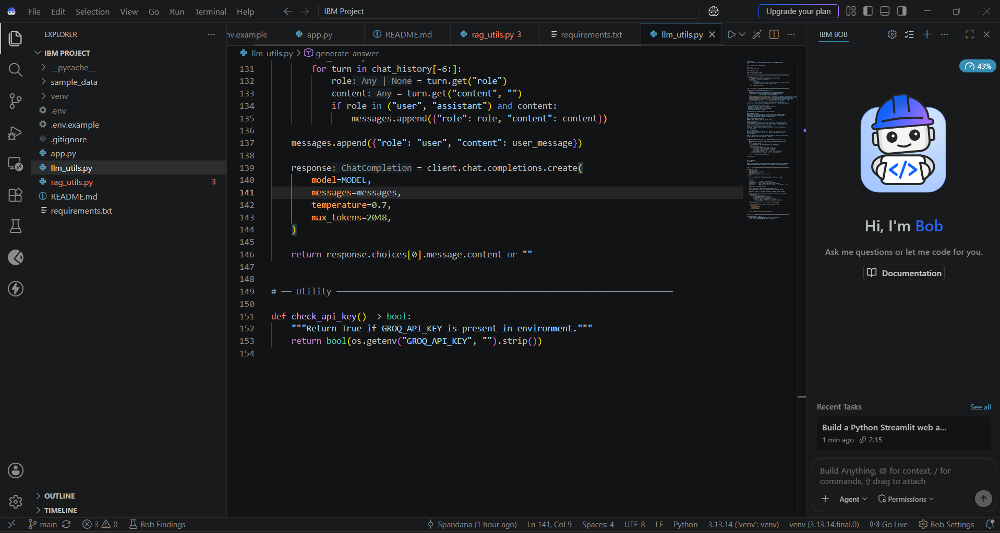 File Edit Selection View Go Run Terminal Help
IBM Project
Upgrade your plan
EXPLORER
IBM PROJECT
__pycache__
sample_data
venv
.env
.env.example
.gitignore
app.py
llm_utils.py
rag_utils.py 3
README.md
requirements.txt
OUTLINE
TIMELINE
nv.example app.py README.md rag_utils.py 3 requirements.txt llm_utils.py
llm_utils.py > generate_answer
131 for turn in chat_history[-6:]:
132 role: Any | None = turn.get("role")
133 content: Any = turn.get("content", "")
134 if role in ("user", "assistant") and content:
135 messages.append({"role": role, "content": content})
136
137 messages.append({"role": "user", "content": user_message})
138
139 response: ChatCompletion = client.chat.completions.create(
140 model=MODEL,
141 messages=messages,
142 temperature=0.7,
143 max_tokens=2048,
144 )
145
146 return response.choices[0].message.content or ""
147
148
149 # ── Utility ───────────────────────────────────────────────────────────────────
150
151 def check_api_key() -> bool:
152 """Return True if GROQ_API_KEY is present in environment."""
153 return bool(os.getenv("GROQ_API_KEY", "").strip())
154
IBM BOB
43%
</>
Hi, I'm Bob
Ask me questions or let me code for you.
Documentation
Recent Tasks See all
Build a Python Streamlit web a...
1 min ago 2.15
Build Anything, @ for context, / for
commands, ⇧ drag to attach
Agent Permissions
main 3 0 Bob Findings Spandana (1 hour ago) Ln 141, Col 9 Spaces: 4 UTF-8 LF Python 3.13.14 ('venv': venv) venv (3.13.14.final.0) Go Live Bob Settings